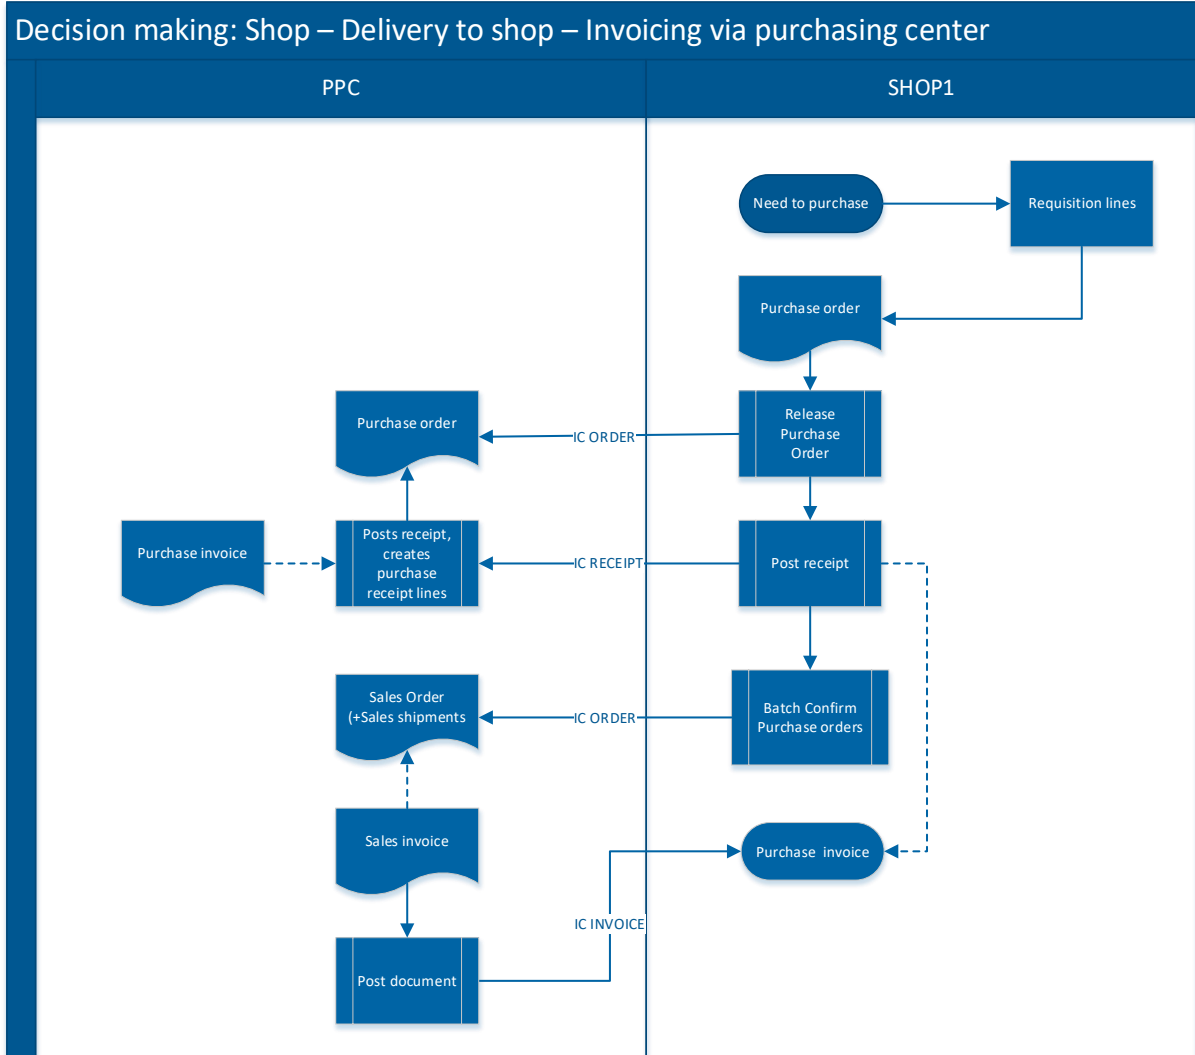 Decision making: Shop – Delivery to shop – Invoicing via purchasing center
PPC
SHOP1
Need to purchase
Requisition lines
Purchase order
Purchase order
Release
Purchase
Order
IC ORDER
Purchase invoice
Posts receipt,
creates
purchase
receipt lines
IC RECEIPT
Post receipt
Sales Order
(+Sales shipments
IC ORDER
Batch Confirm
Purchase orders
Sales invoice
Purchase invoice
IC INVOICE
Post document